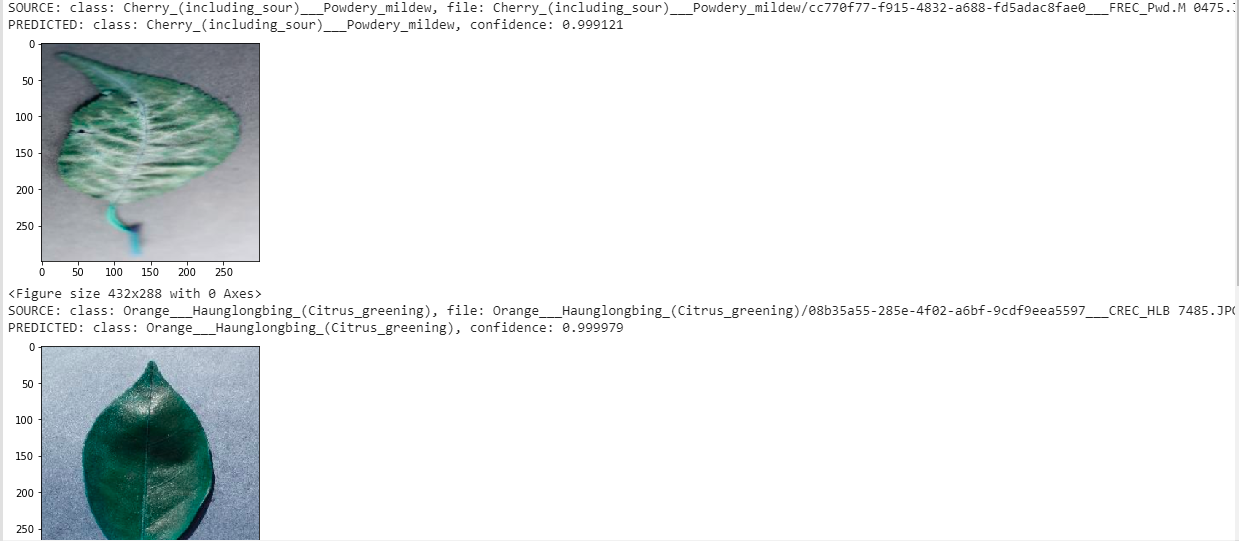 SOURCE: class: Cherry_(including_sour)___Powdery_mildew, file: Cherry_(including_sour)___Powdery_mildew/cc770f77-f915-4832-a688-fd5adac8fae0___FREC_Pwd.M 0475.J
PREDICTED: class: Cherry_(including_sour)___Powdery_mildew, confidence: 0.999121
0
50
100
150
200
250
0 50 100 150 200 250
<Figure size 432x288 with 0 Axes>
SOURCE: class: Orange___Haunglongbing_(Citrus_greening), file: Orange___Haunglongbing_(Citrus_greening)/08b35a55-285e-4f02-a6bf-9cdf9eea5597___CREC_HLB 7485.JPG
PREDICTED: class: Orange___Haunglongbing_(Citrus_greening), confidence: 0.999979
0
50
100
150
200
250